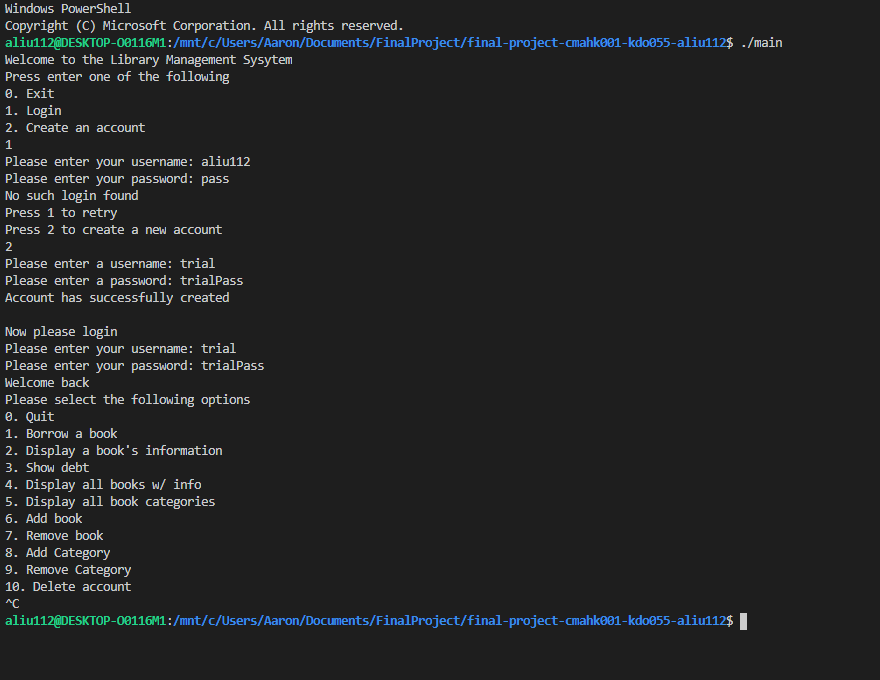 Windows PowerShell
Copyright (C) Microsoft Corporation. All rights reserved.
aliu112@DESKTOP-O0116M1:/mnt/c/Users/Aaron/Documents/FinalProject/final-project-cmahk001-kdo055-aliu112$ ./main
Welcome to the Library Management Sysytem
Press enter one of the following
0. Exit
1. Login
2. Create an account
1
Please enter your username: aliu112
Please enter your password: pass
No such login found
Press 1 to retry
Press 2 to create a new account
2
Please enter a username: trial
Please enter a password: trialPass
Account has successfully created
Now please login
Please enter your username: trial
Please enter your password: trialPass
Welcome back
Please select the following options
0. Quit
1. Borrow a book
2. Display a book's information
3. Show debt
4. Display all books w/ info
5. Display all book categories
6. Add book
7. Remove book
8. Add Category
9. Remove Category
10. Delete account
^C
aliu112@DESKTOP-O0116M1:/mnt/c/Users/Aaron/Documents/FinalProject/final-project-cmahk001-kdo055-aliu112$